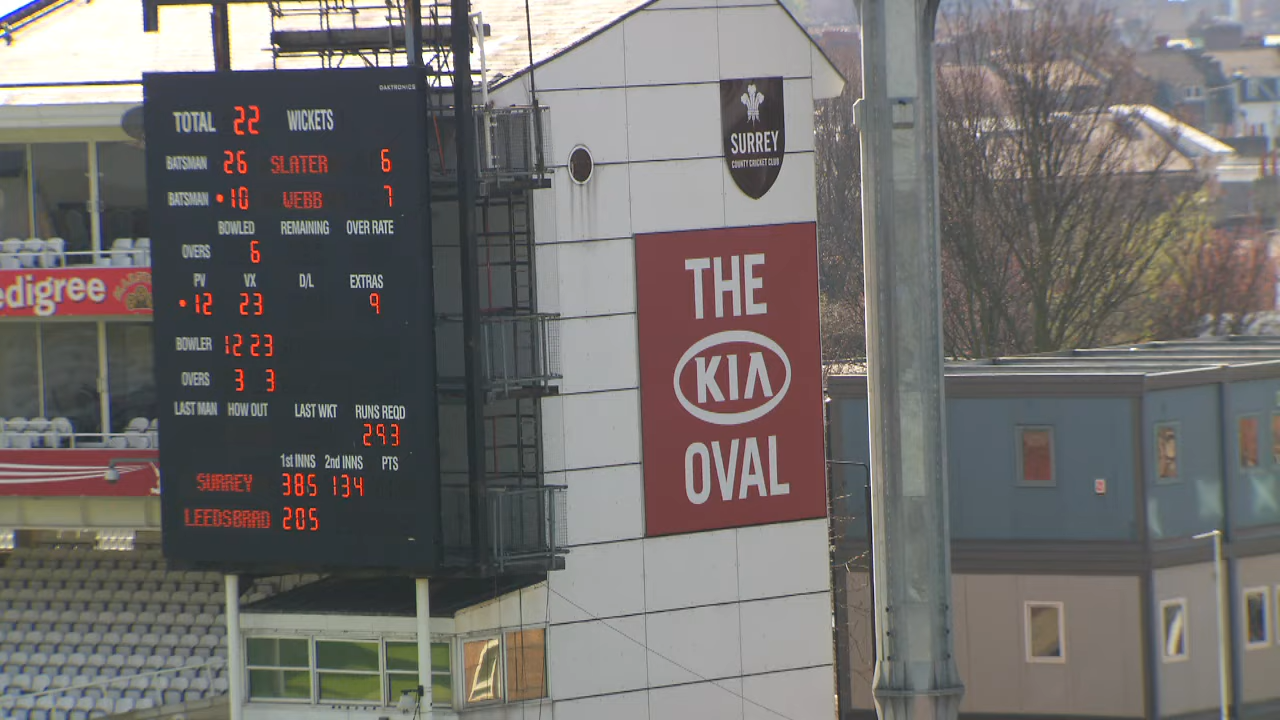 DAKTRONICS
TOTAL 22 WICKETS
BATSMAN 26 SLATER 6
BATSMAN 10 WEBB 7
BOWLED REMAINING OVER RATE
OVERS 6
PV VX D/L EXTRAS
12 23 9
BOWLER 12 23
OVERS 3 3
LAST MAN HOW OUT LAST WKT RUNS REQD
293
1st INNS 2nd INNS PTS
SURREY 385 134
LEEDSBRAD 205
edigree
SURREY
COUNTY CRICKET CLUB
THE
KIA
OVAL